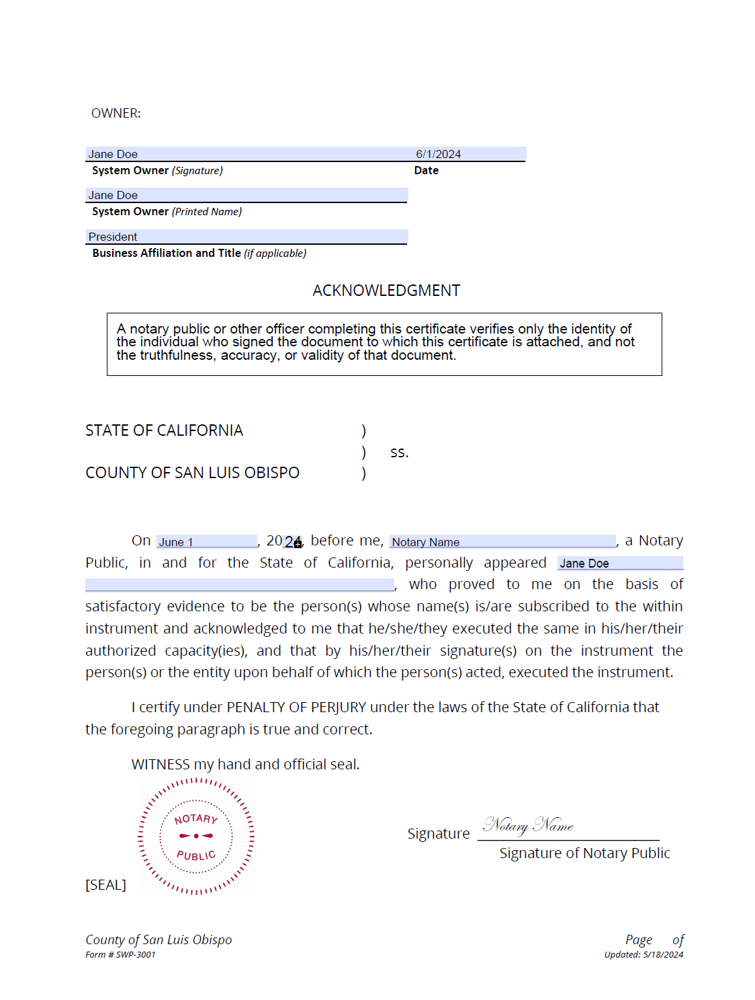 OWNER:
Jane Doe 6/1/2024
System Owner (Signature) Date
Jane Doe
System Owner (Printed Name)
President
Business Affiliation and Title (if applicable)
ACKNOWLEDGMENT
A notary public or other officer completing this certificate verifies only the identity of
the individual who signed the document to which this certificate is attached, and not
the truthfulness, accuracy, or validity of that document.
STATE OF CALIFORNIA )
) ss.
COUNTY OF SAN LUIS OBISPO )
On June 1, 2024, before me, Notary Name, a Notary
Public, in and for the State of California, personally appeared Jane Doe
, who proved to me on the basis of
satisfactory evidence to be the person(s) whose name(s) is/are subscribed to the within
instrument and acknowledged to me that he/she/they executed the same in his/her/their
authorized capacity(ies), and that by his/her/their signature(s) on the instrument the
person(s) or the entity upon behalf of which the person(s) acted, executed the instrument.
I certify under PENALTY OF PERJURY under the laws of the State of California that
the foregoing paragraph is true and correct.
WITNESS my hand and official seal.
NOTARY
PUBLIC
Signature Notary Name
Signature of Notary Public
[SEAL]
County of San Luis Obispo Page of
Form # SWP-3001 Updated: 5/18/2024